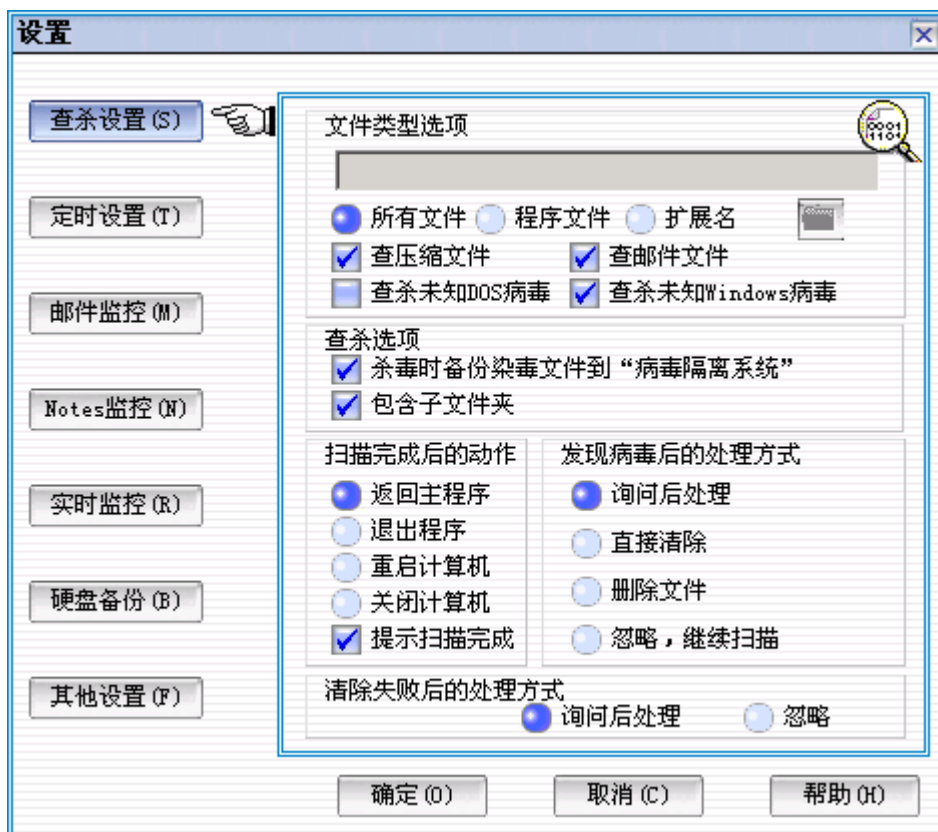 设置
查杀设置(S)
定时设置(T)
邮件监控(M)
Notes监控(N)
实时监控(R)
硬盘备份(B)
其他设置(F)
文件类型选项
0001
1101
所有文件 程序文件 扩展名
查压缩文件 查邮件文件
查杀未知DOS病毒 查杀未知Windows病毒
查杀选项
杀毒时备份染毒文件到“病毒隔离系统”
包含子文件夹
扫描完成后的动作
返回主程序
退出程序
重启计算机
关闭计算机
提示扫描完成
发现病毒后的处理方式
询问后处理
直接清除
删除文件
忽略，继续扫描
清除失败后的处理方式
询问后处理 忽略
确定(O) 取消(C) 帮助(H)